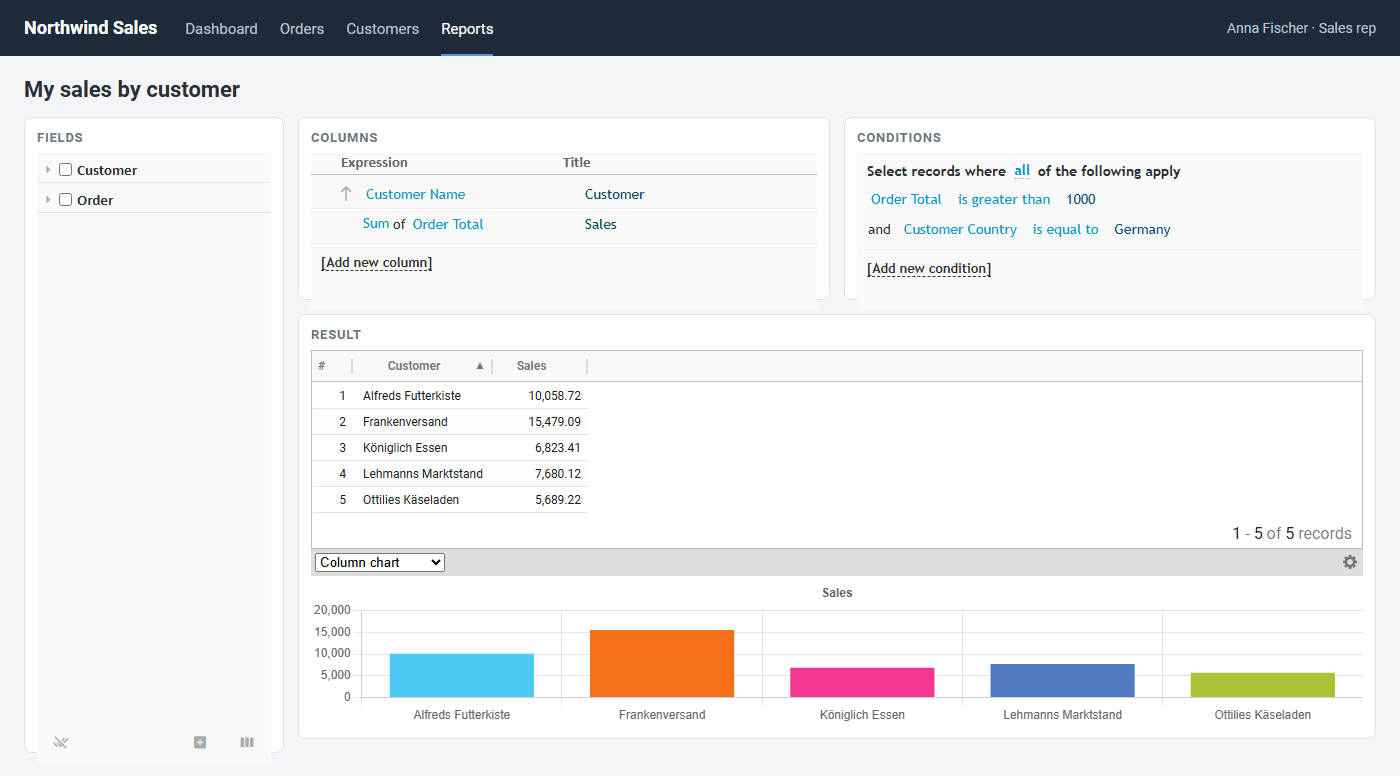 Northwind Sales Dashboard Orders Customers Reports Anna Fischer · Sales rep
My sales by customer
FIELDS
Customer
Order
COLUMNS
Expression Title
Customer Name Customer
Sum of Order Total Sales
[Add new column]
CONDITIONS
Select records where all of the following apply
Order Total is greater than 1000
and Customer Country is equal to Germany
[Add new condition]
RESULT
# Customer ▲ Sales
1 Alfreds Futterkiste 10,058.72
2 Frankenversand 15,479.09
3 Königlich Essen 6,823.41
4 Lehmanns Marktstand 7,680.12
5 Ottilies Käseladen 5,689.22
1 - 5 of 5 records
Column chart
Sales
20,000
15,000
10,000
5,000
0
Alfreds Futterkiste Frankenversand Königlich Essen Lehmanns Marktstand Ottilies Käseladen